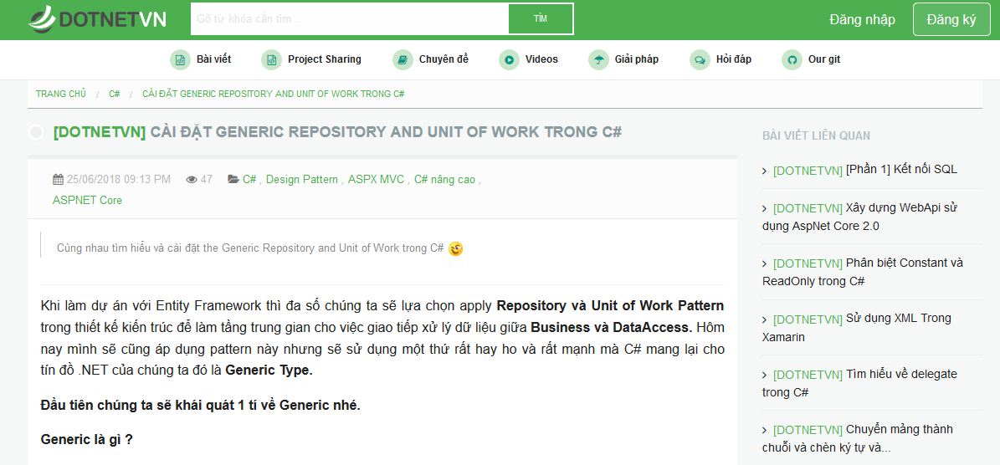 DOTNETVN
Gõ từ khóa cần tìm...
TÌM
Đăng nhập
Đăng ký
Bài viết
Project Sharing
Chuyên đề
Videos
Giải pháp
Hỏi đáp
Our git
TRANG CHỦ / C# / CÀI ĐẶT GENERIC REPOSITORY AND UNIT OF WORK TRONG C#
[DOTNETVN] CÀI ĐẶT GENERIC REPOSITORY AND UNIT OF WORK TRONG C#
25/06/2018 09:13 PM 47 C# , Design Pattern , ASPX MVC , C# nâng cao ,
ASPNET Core
Cùng nhau tìm hiểu và cài đặt the Generic Repository and Unit of Work trong C#
Khi làm dự án với Entity Framework thì đa số chúng ta sẽ lựa chọn apply Repository và Unit of Work Pattern
trong thiết kế kiến trúc để làm tầng trung gian cho việc giao tiếp xử lý dữ liệu giữa Business và DataAccess. Hôm
nay mình sẽ cũng áp dụng pattern này nhưng sẽ sử dụng một thứ rất hay ho và rất mạnh mà C# mang lại cho
tín đồ .NET của chúng ta đó là Generic Type.
Đầu tiên chúng ta sẽ khái quát 1 tí về Generic nhé.
Generic là gì ?
BÀI VIẾT LIÊN QUAN
[DOTNETVN] [Phần 1] Kết nối SQL
[DOTNETVN] Xây dựng WebApi sử
dụng AspNet Core 2.0
[DOTNETVN] Phân biệt Constant và
ReadOnly trong C#
[DOTNETVN] Sử dụng XML Trong
Xamarin
[DOTNETVN] Tìm hiểu về delegate
trong C#
[DOTNETVN] Chuyển mảng thành
chuỗi và chèn ký tự và...